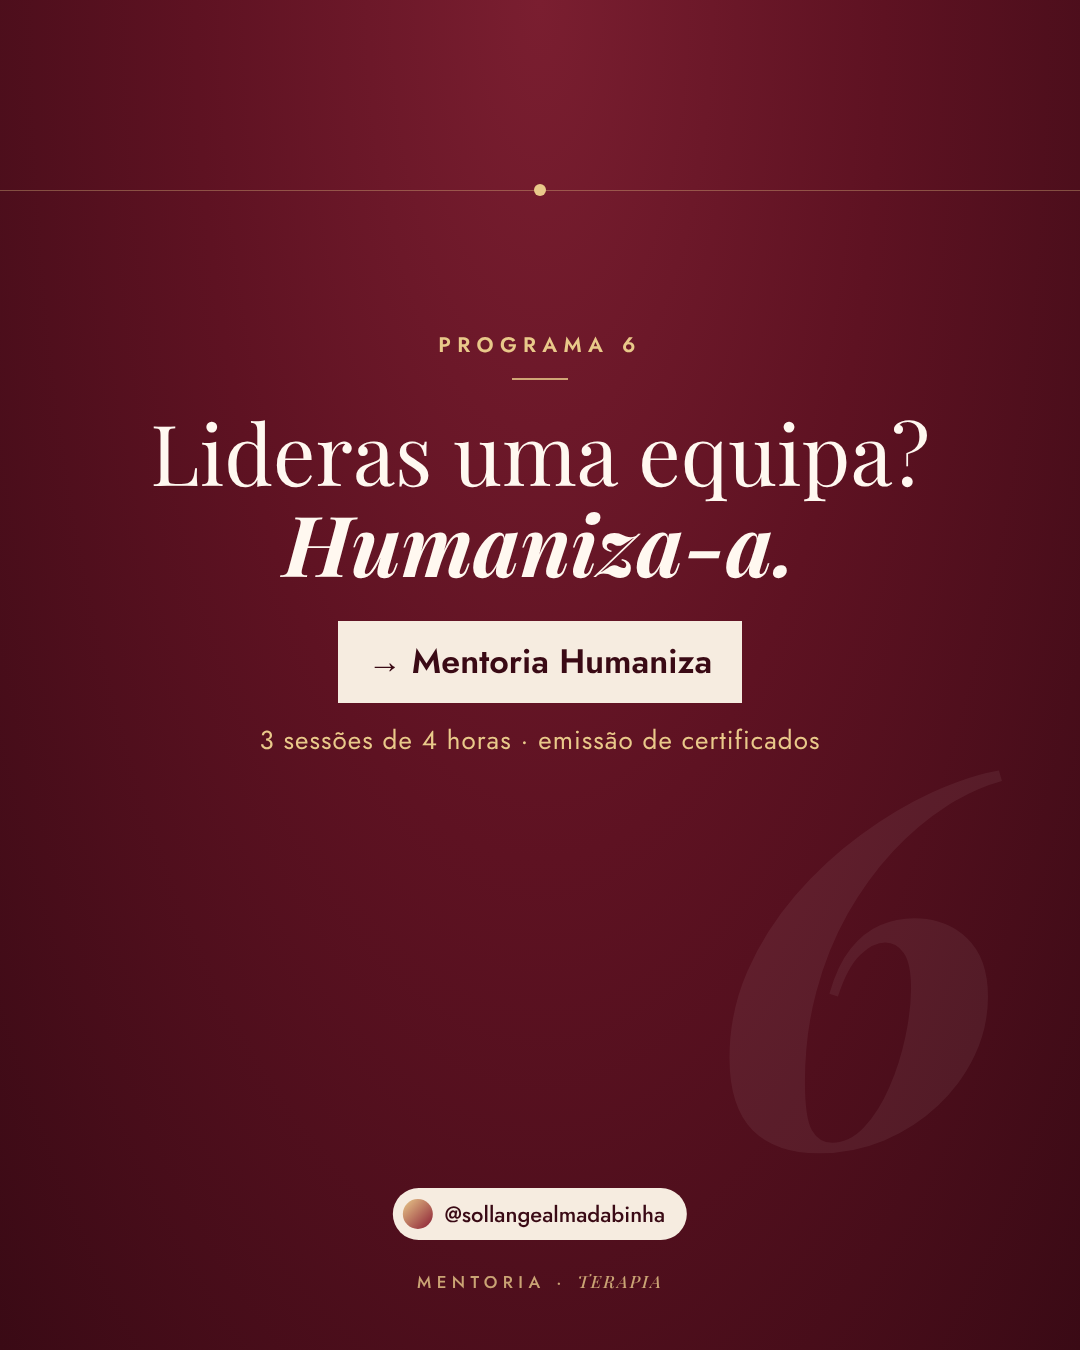 PROGRAMA 6
Lideras uma equipa?
Humaniza-a.
→ Mentoria Humaniza
3 sessões de 4 horas · emissão de certificados
6
@sollangealmadabinha
MENTORIA · TERAPIA